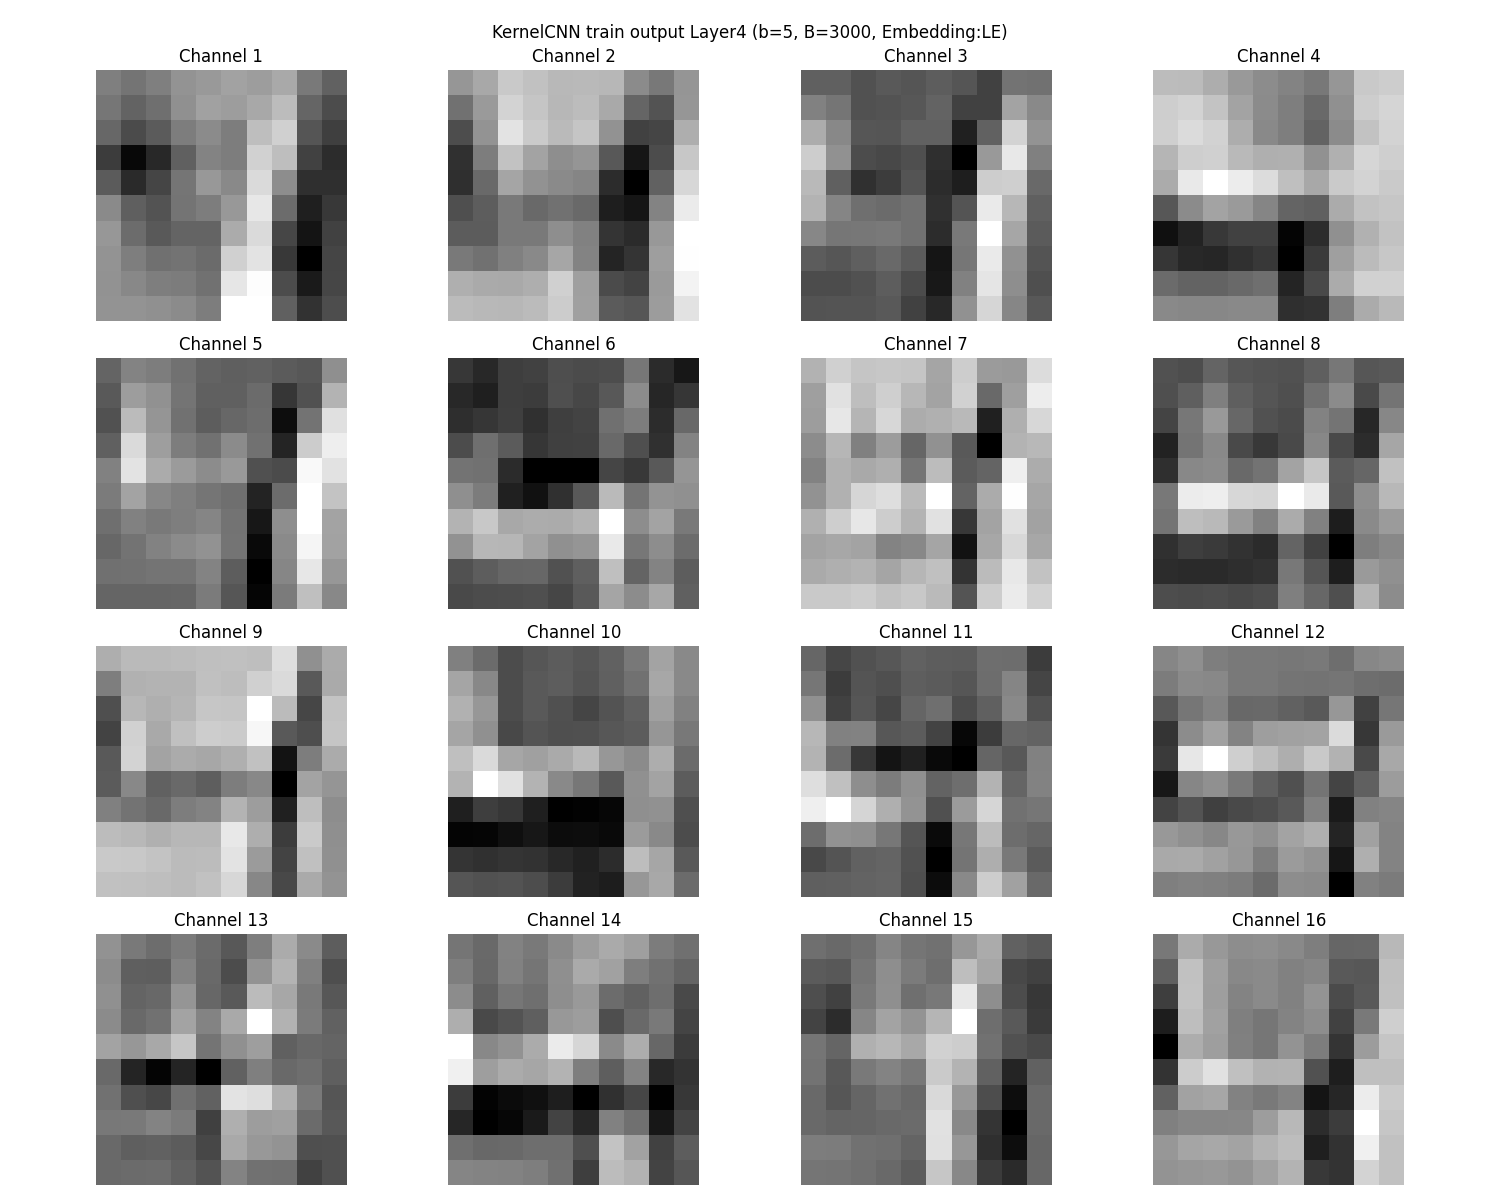 KernelCNN train output Layer4 (b=5, B=3000, Embedding:LE)
Channel 1
Channel 2
Channel 3
Channel 4
Channel 5
Channel 6
Channel 7
Channel 8
Channel 9
Channel 10
Channel 11
Channel 12
Channel 13
Channel 14
Channel 15
Channel 16